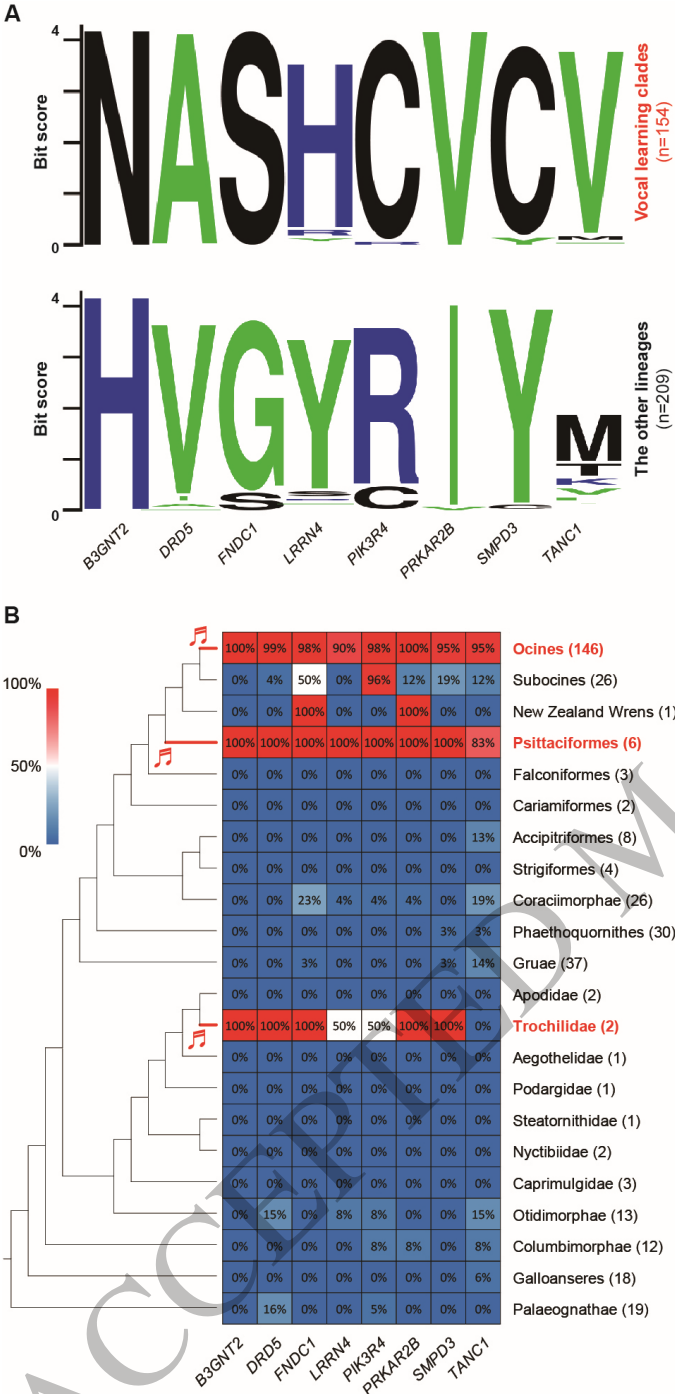 A
4
Bit score
0
N A S H C V C V
Vocal learning clades
(n=154)
4
Bit score
0
H V G Y R I Y M
S C
The other lineages
(n=209)
B3GNT2 DRD5 FNDC1 LRRN4 PIK3R4 PRKAR2B SMPD3 TANC1
B
100%
50%
0%
100% 99% 98% 90% 98% 100% 95% 95% Ocines (146)
0% 4% 50% 0% 96% 12% 19% 12% Subocines (26)
0% 0% 100% 0% 0% 100% 0% 0% New Zealand Wrens (1)
100% 100% 100% 100% 100% 100% 100% 83% Psittaciformes (6)
0% 0% 0% 0% 0% 0% 0% 0% Falconiformes (3)
0% 0% 0% 0% 0% 0% 0% 0% Cariamiformes (2)
0% 0% 0% 0% 0% 0% 0% 13% Accipitriformes (8)
0% 0% 0% 0% 0% 0% 0% 0% Strigiformes (4)
0% 0% 23% 4% 4% 4% 0% 19% Coraciimorphae (26)
0% 0% 0% 0% 0% 0% 3% 3% Phaethoquornithes (30)
0% 0% 3% 0% 0% 0% 3% 14% Gruae (37)
0% 0% 0% 0% 0% 0% 0% 0% Apodidae (2)
100% 100% 100% 50% 50% 100% 100% 0% Trochilidae (2)
0% 0% 0% 0% 0% 0% 0% 0% Aegothelidae (1)
0% 0% 0% 0% 0% 0% 0% 0% Podargidae (1)
0% 0% 0% 0% 0% 0% 0% 0% Steatornithidae (1)
0% 0% 0% 0% 0% 0% 0% 0% Nyctibiidae (2)
0% 0% 0% 0% 0% 0% 0% 0% Caprimulgidae (3)
0% 15% 0% 8% 8% 0% 0% 15% Otidimorphae (13)
0% 0% 0% 0% 8% 8% 0% 8% Columbimorphae (12)
0% 0% 0% 0% 0% 0% 0% 6% Galloanseres (18)
0% 16% 0% 0% 5% 0% 0% 0% Palaeognathae (19)
B3GNT2 DRD5 FNDC1 LRRN4 PIK3R4 PRKAR2B SMPD3 TANC1
ACCEPTED M